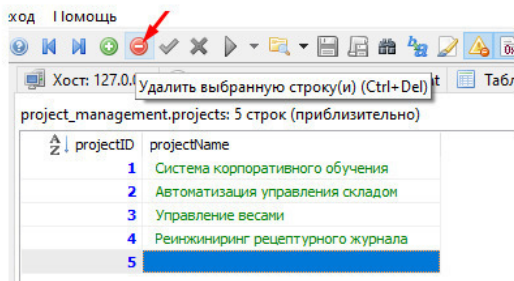 ход Помощь
Хост: 127.0.
Удалить выбранную строку(и) (Ctrl+Del)
t Табл
project_management.projects: 5 строк (приблизительно)
A Z projectID projectName
1 Система корпоративного обучения
2 Автоматизация управления складом
3 Управление весами
4 Реинжиниринг рецептурного журнала
5